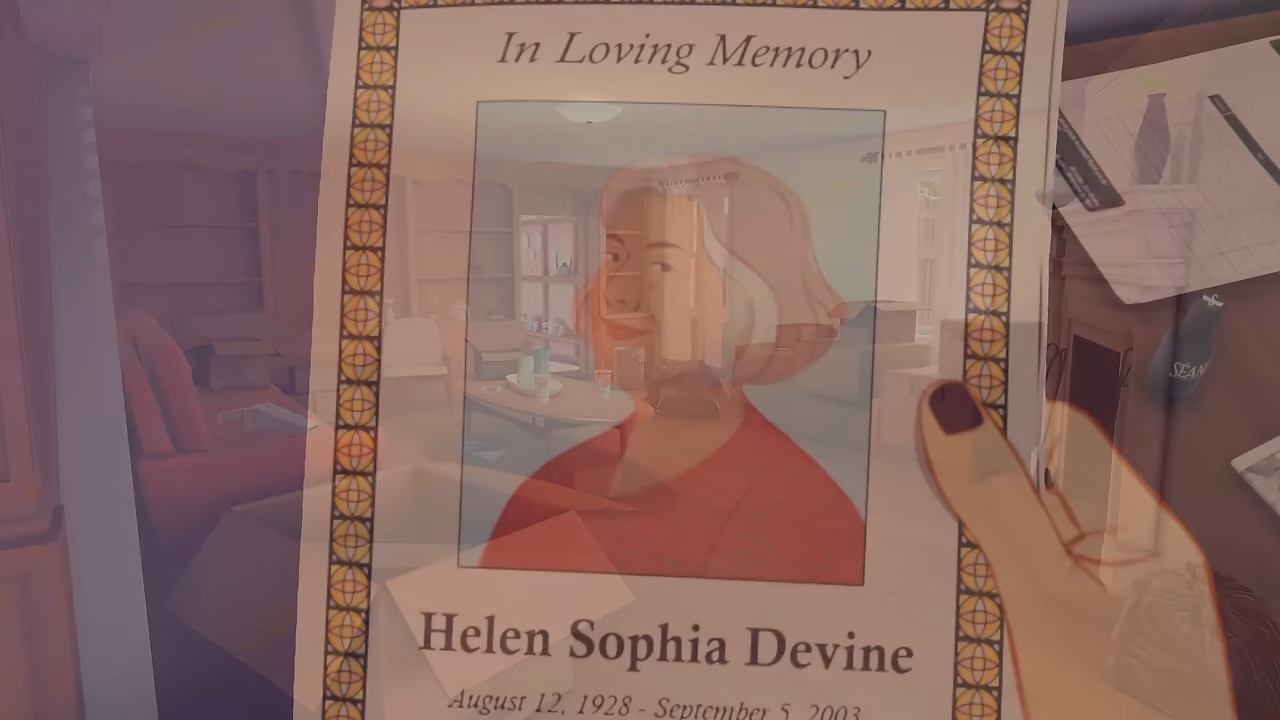 In Loving Memory
SEAN
Helen Sophia Devine
August 12, 1928 - September 5, 2003